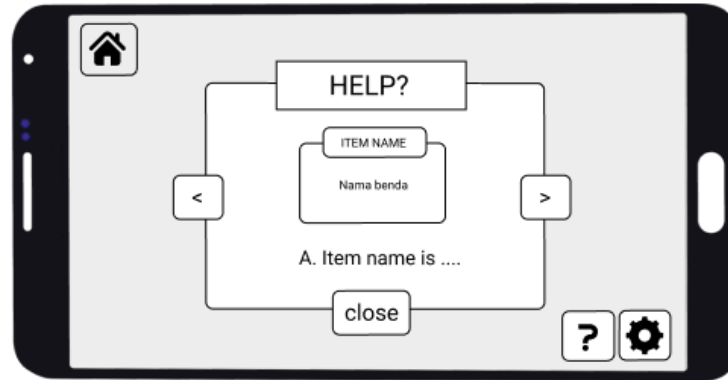 HELP?
ITEM NAME
Nama benda
<
>
A. Item name is ....
close
?